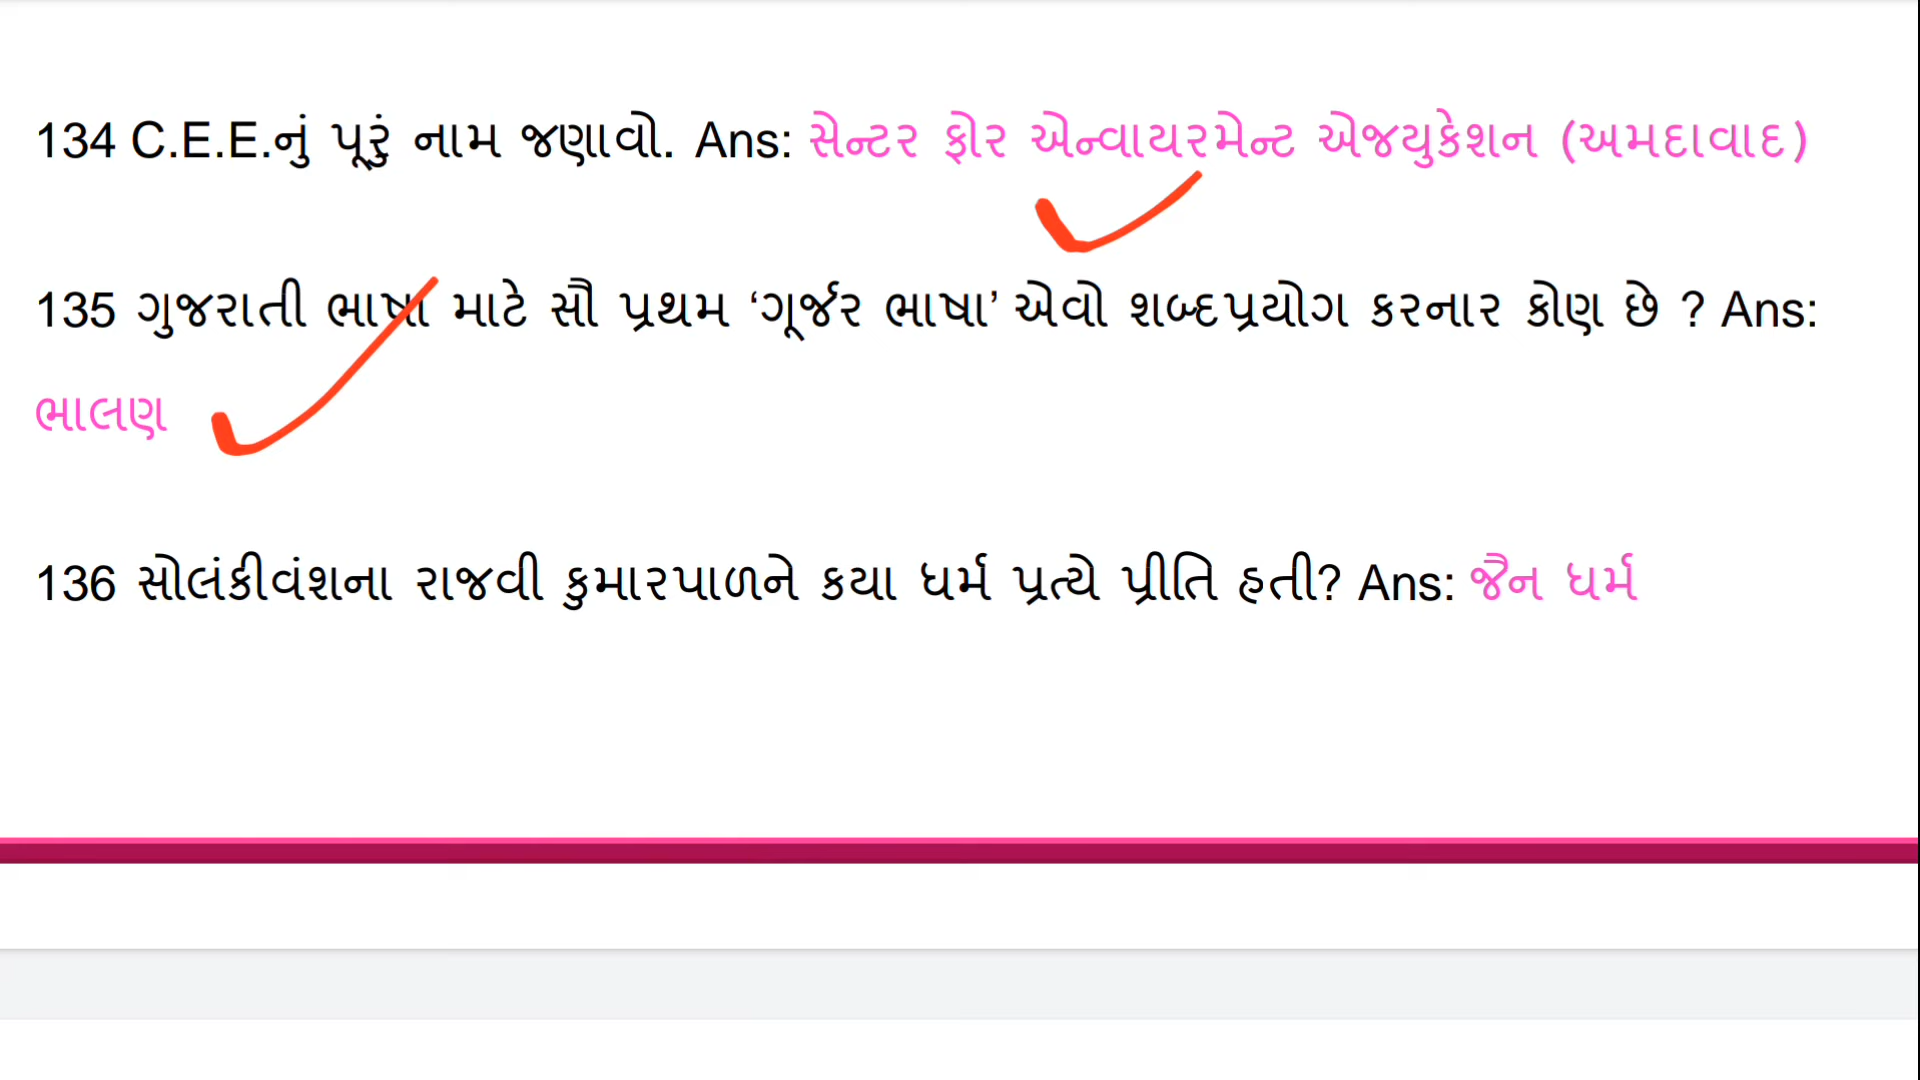 134 C.E.E.નું પૂરું નામ જણાવો. Ans: સેન્ટર ફોર એન્વાયરમેન્ટ એજયુકેશન (અમદાવાદ)
135 ગુજરાતી ભાષા માટે સૌ પ્રથમ ‘ગૂર્જર ભાષા’ એવો શબ્દપ્રયોગ કરનાર કોણ છે ? Ans:
ભાલણ
136 સોલંકીવંશના રાજવી કુમારપાળને કયા ધર્મ પ્રત્યે પ્રીતિ હતી? Ans: જૈન ધર્મ